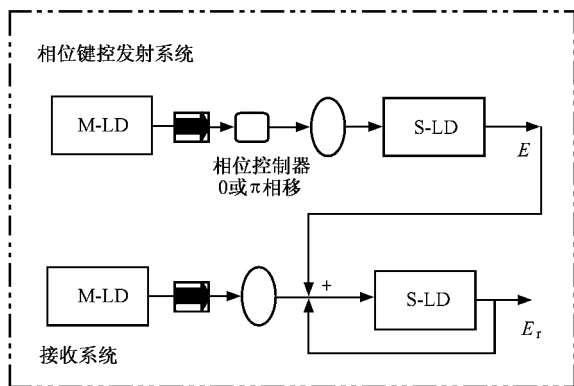 相位键控发射系统
M-LD
S-LD
E
相位控制器
0或π相移
M-LD
+
S-LD
Er
接收系统